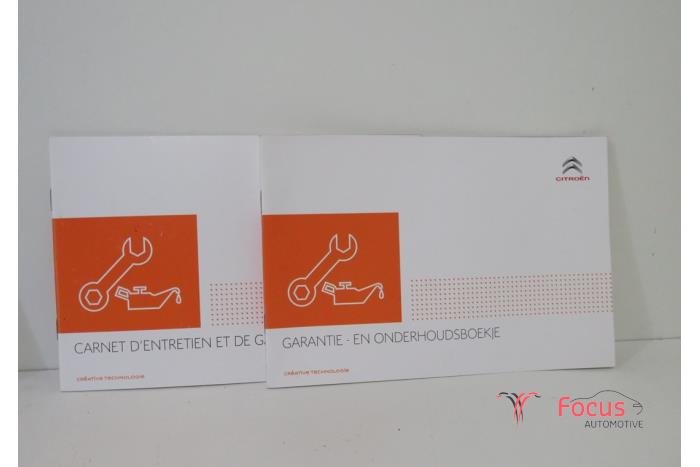 CARNET D'ENTRETIEN ET DE
CRÉATIVE TECHNOLOGIE
CITROËN
GARANTIE - EN ONDERHOUDSBOEKJE
CRÉATIVE TECHNOLOGIE
Focus
AUTOMOTIVE